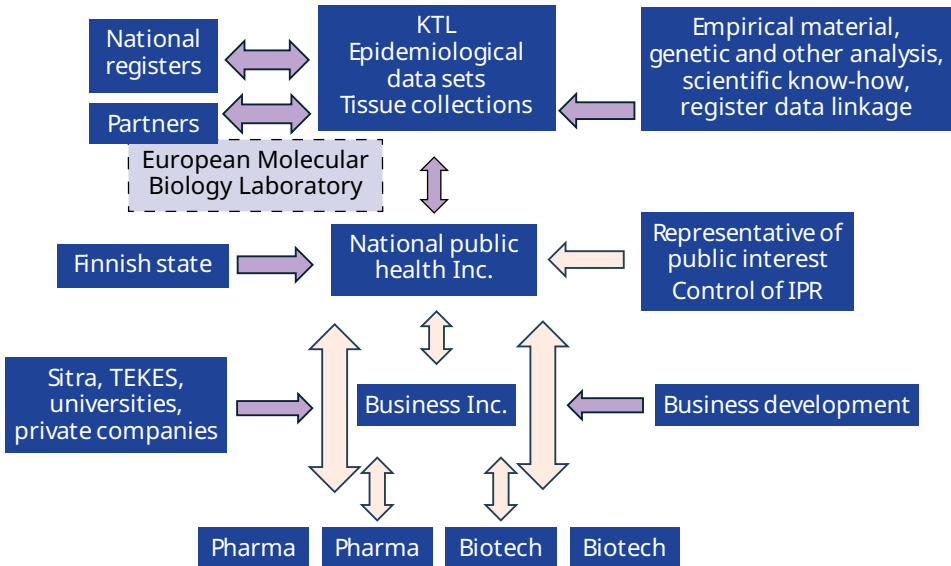 National
registers
KTL
Epidemiological
data sets
Tissue collections
Empirical material,
genetic and other analysis,
scientific know-how,
register data linkage
Partners
European Molecular
Biology Laboratory
Finnish state
National public
health Inc.
Representative of
public interest
Control of IPR
Sitra, TEKES,
universities,
private companies
Business Inc.
Business development
Pharma
Pharma
Biotech
Biotech